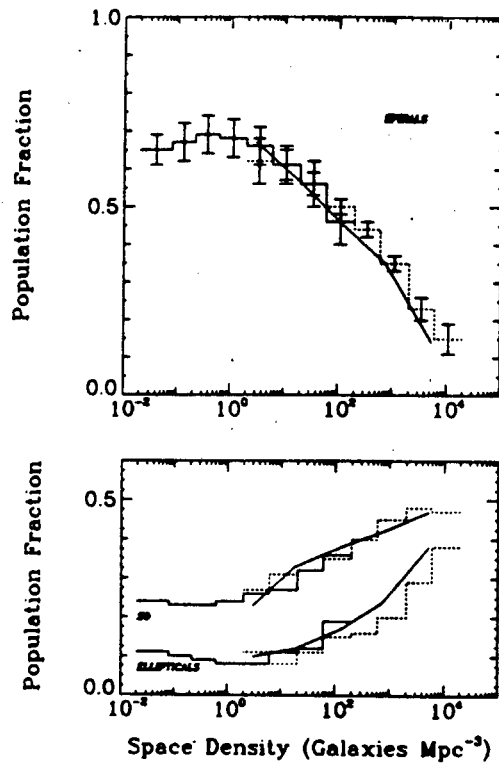 1.0
Population Fraction
SPIRALS
0.5
0.0
10⁻² 10⁰ 10² 10⁴
Population Fraction
0.5
S0
ELLIPTICALS
0.0
10⁻² 10⁰ 10² 10⁴
Space Density (Galaxies Mpc⁻³)